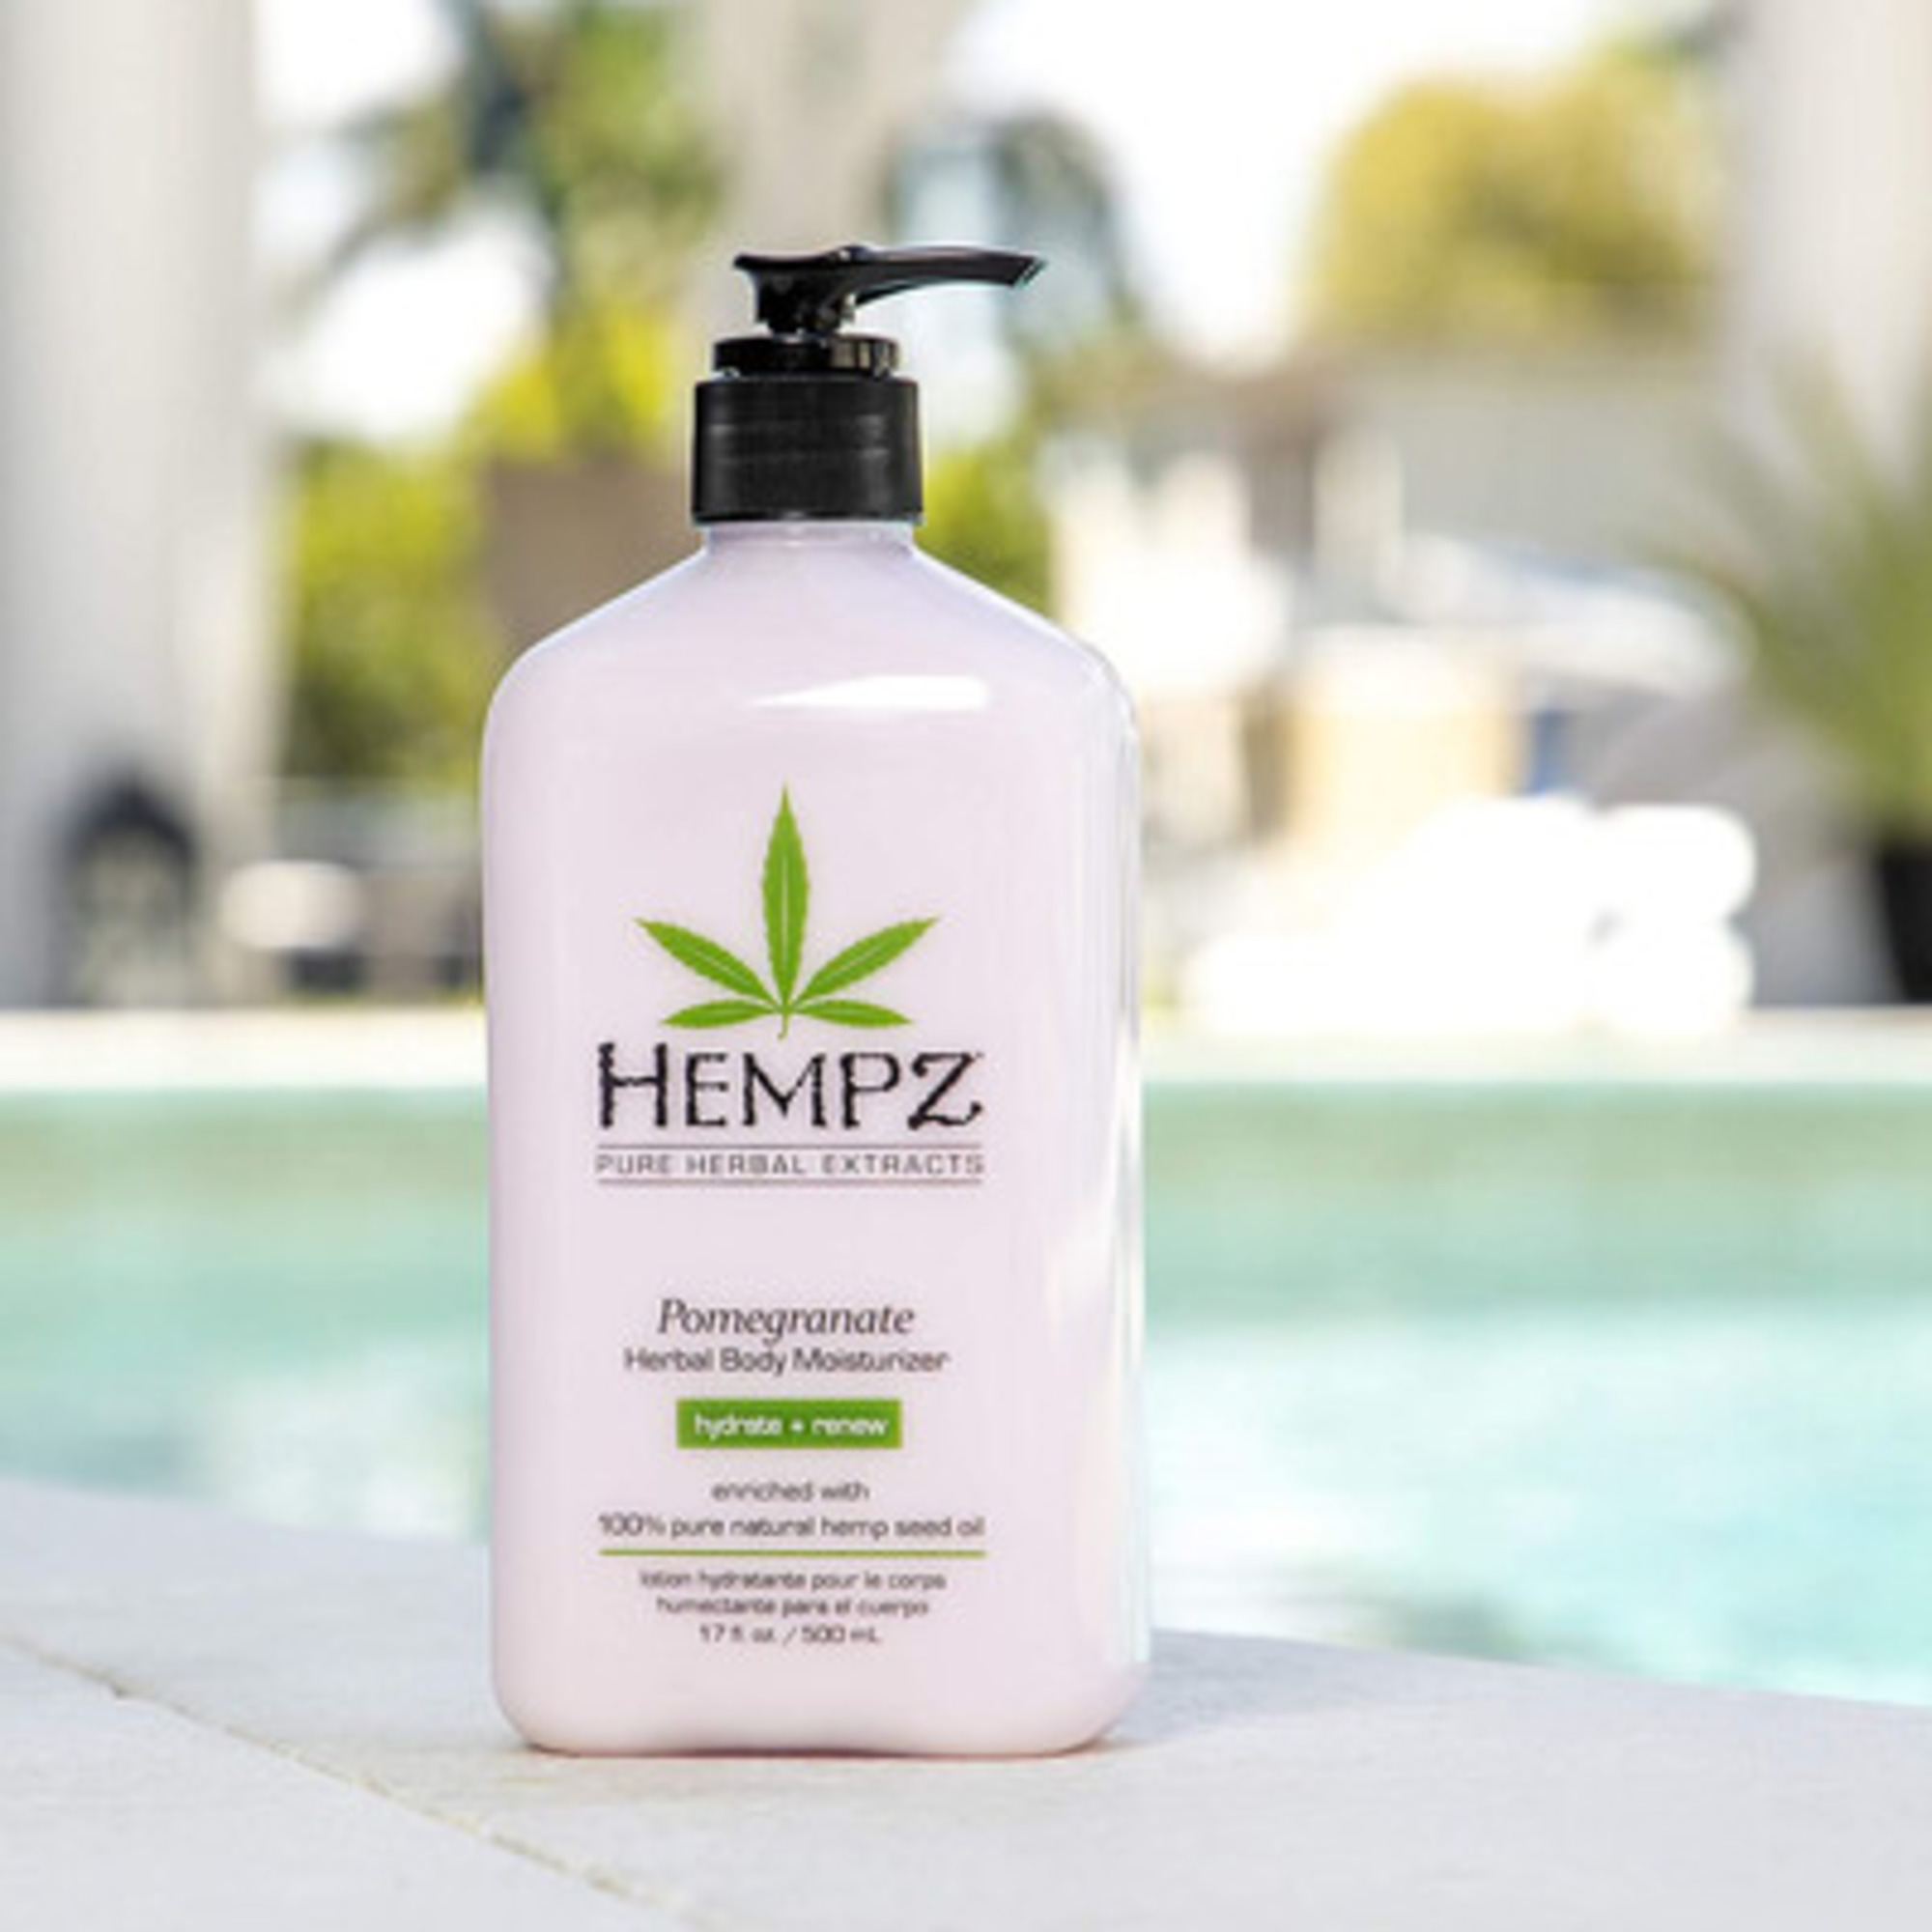 HEMPZ
PURE HERBAL EXTRACTS
Pomegranate
Herbal Body Moisturizer
hydrate + renew
enriched with
100% pure natural hemp seed oil
lotion hydratante pour le corps
humectante para el cuerpo
17 fl. oz. / 500 mL